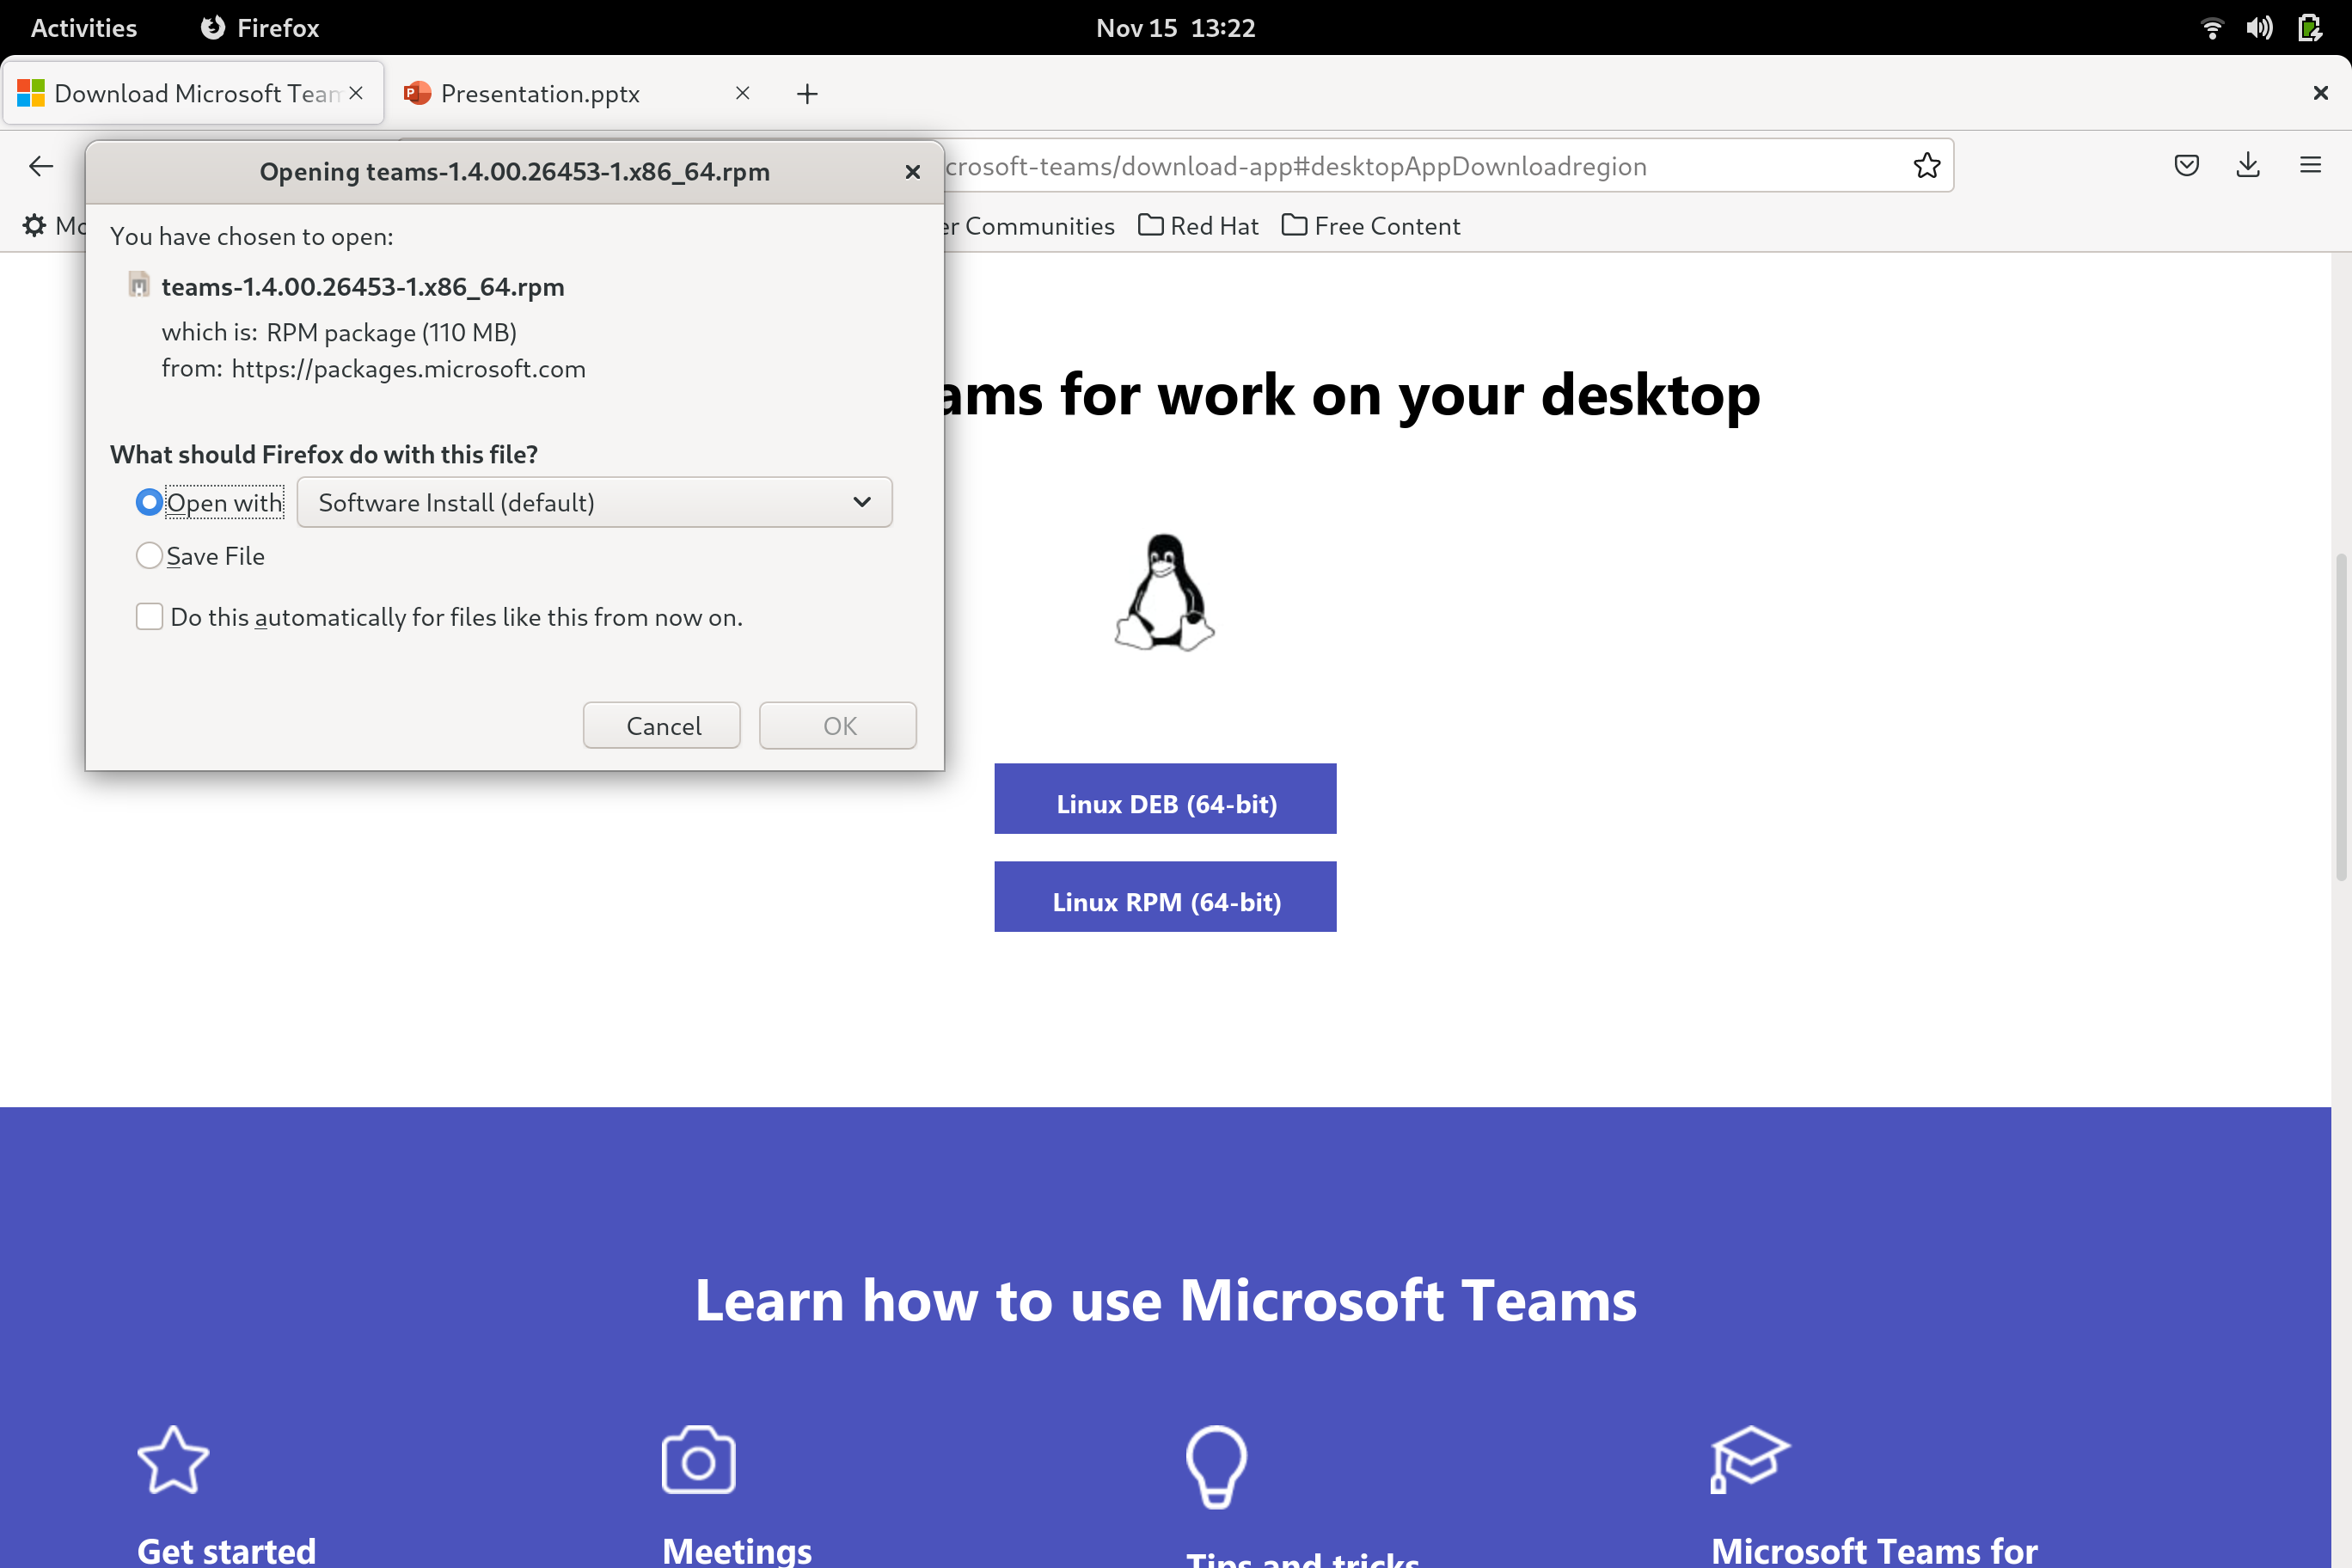 Activities Firefox Nov 15 13:22
Download Microsoft Team Presentation.pptx
Opening teams-1.4.00.26453-1.x86_64.rpm crosoft-teams/download-app#desktopAppDownloadregion
Mo er Communities Red Hat Free Content
You have chosen to open:
teams-1.4.00.26453-1.x86_64.rpm
which is: RPM package (110 MB)
from: https://packages.microsoft.com
ams for work on your desktop
What should Firefox do with this file?
Open with Software Install (default)
Save File
Do this automatically for files like this from now on.
Cancel OK
Linux DEB (64-bit)
Linux RPM (64-bit)
Learn how to use Microsoft Teams
Get started Meetings Tips and tricks Microsoft Teams for